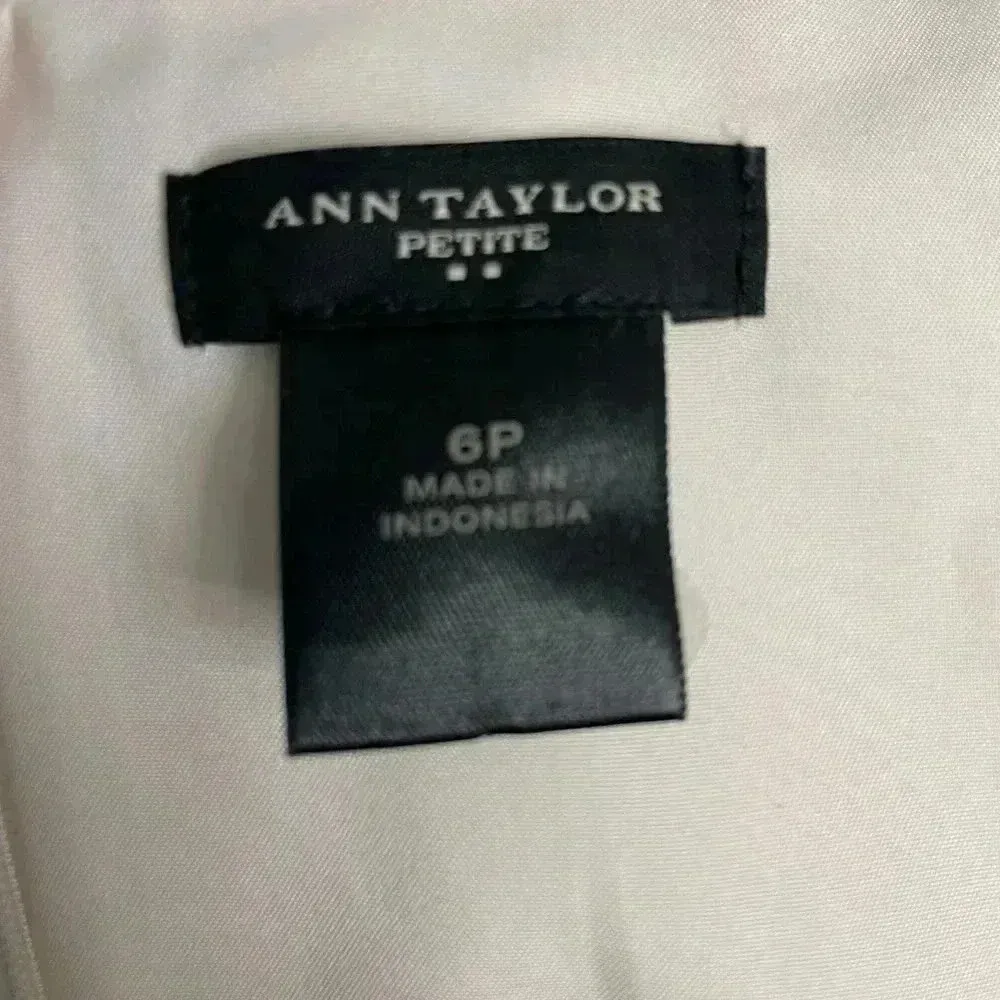 ANN TAYLOR
PETITE
6P
MADE IN
INDONESIA